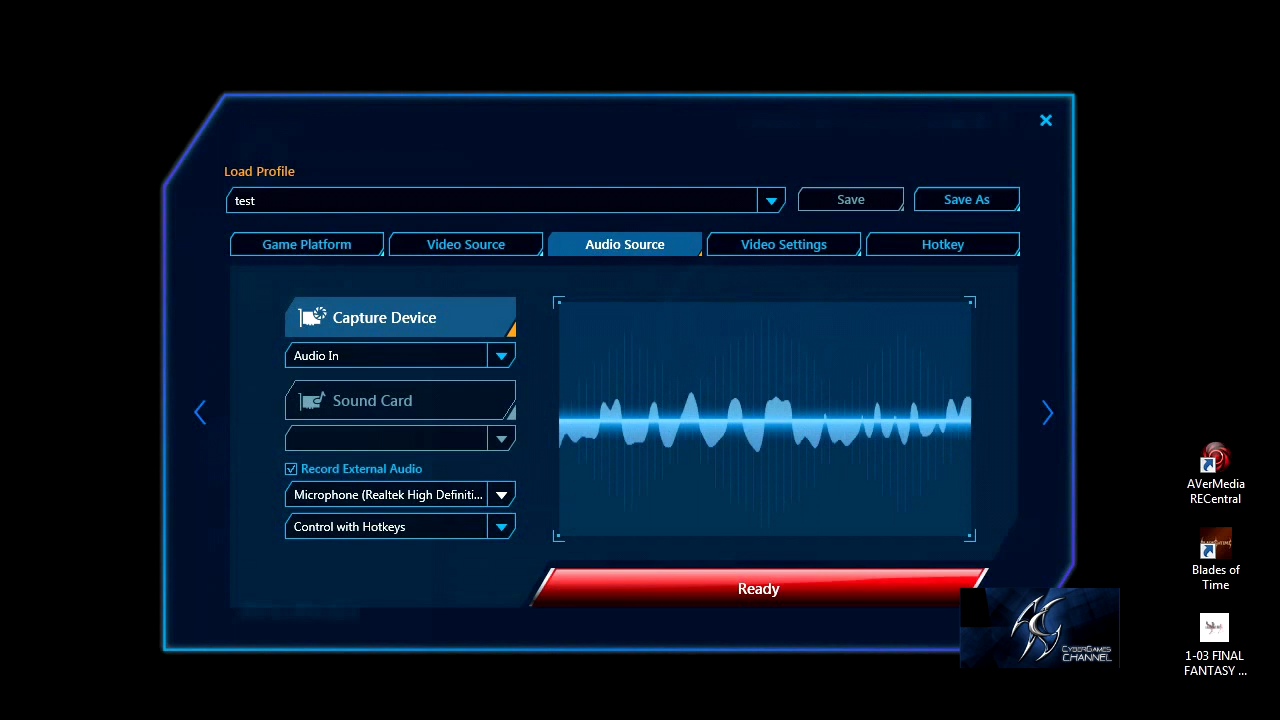 Load Profile
test
Save
Save As
Game Platform
Video Source
Audio Source
Video Settings
Hotkey
Capture Device
Audio In
Sound Card
Record External Audio
Microphone (Realtek High Definiti...
Control with Hotkeys
Ready
CYBERGAMES
CHANNEL
AVerMedia
RECentral
Blades of
Time
1-03 FINAL
FANTASY ...